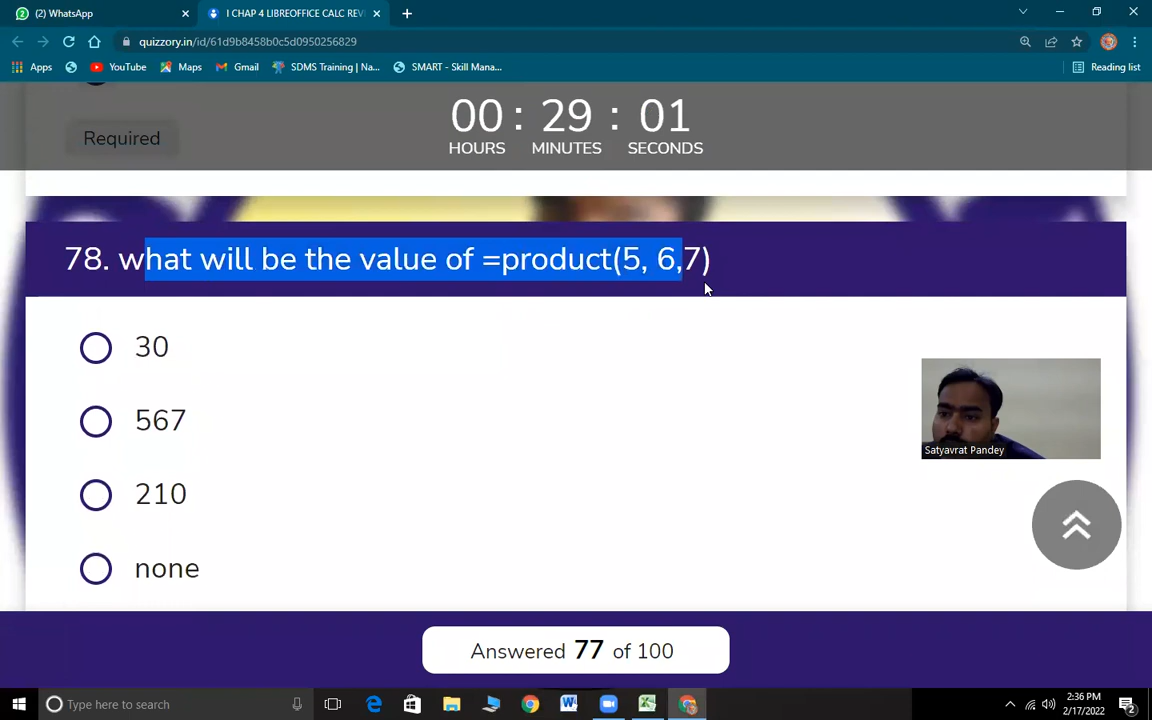 (2) WhatsApp
I CHAP 4 LIBREOFFICE CALC REV
quizzory.in/id/61d9b8458b0c5d0950256829
Apps
YouTube
Maps
Gmail
SDMS Training | Na...
SMART - Skill Mana...
Reading list
00 : 29 : 01
HOURS MINUTES SECONDS
Required
78. what will be the value of =product(5, 6,7)
30
567
210
none
Satyavrat Pandey
Answered 77 of 100
Type here to search
2:36 PM
2/17/2022
2